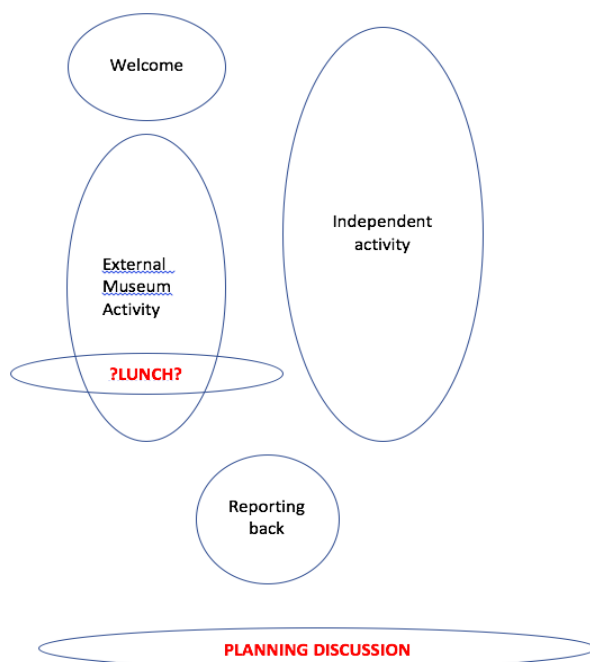 Welcome
Independent
activity
External
Museum
Activity
?LUNCH?
Reporting
back
PLANNING DISCUSSION